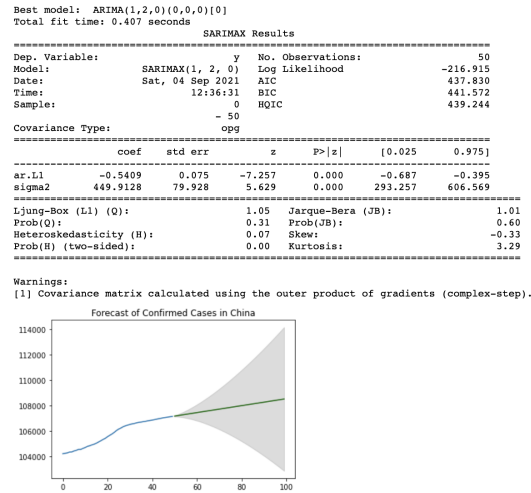 Best model: ARIMA(1,2,0)(0,0,0)[0]
Total fit time: 0.407 seconds
SARIMAX Results
==============================================================================
Dep. Variable: y No. Observations: 50
Model: SARIMAX(1, 2, 0) Log Likelihood -216.915
Date: Sat, 04 Sep 2021 AIC 437.830
Time: 12:36:31 BIC 441.572
Sample: 0 HQIC 439.244
- 50
Covariance Type: opg
==============================================================================
coef std err z P>|z| [0.025 0.975]
------------------------------------------------------------------------------
ar.L1 -0.5409 0.075 -7.257 0.000 -0.687 -0.395
sigma2 449.9128 79.928 5.629 0.000 293.257 606.569
==============================================================================
Ljung-Box (L1) (Q): 1.05 Jarque-Bera (JB): 1.01
Prob(Q): 0.31 Prob(JB): 0.60
Heteroskedasticity (H): 0.07 Skew: -0.33
Prob(H) (two-sided): 0.00 Kurtosis: 3.29
==============================================================================
Warnings:
[1] Covariance matrix calculated using the outer product of gradients (complex-step).
Forecast of Confirmed Cases in China
114000
112000
110000
108000
106000
104000
0 20 40 60 80 100